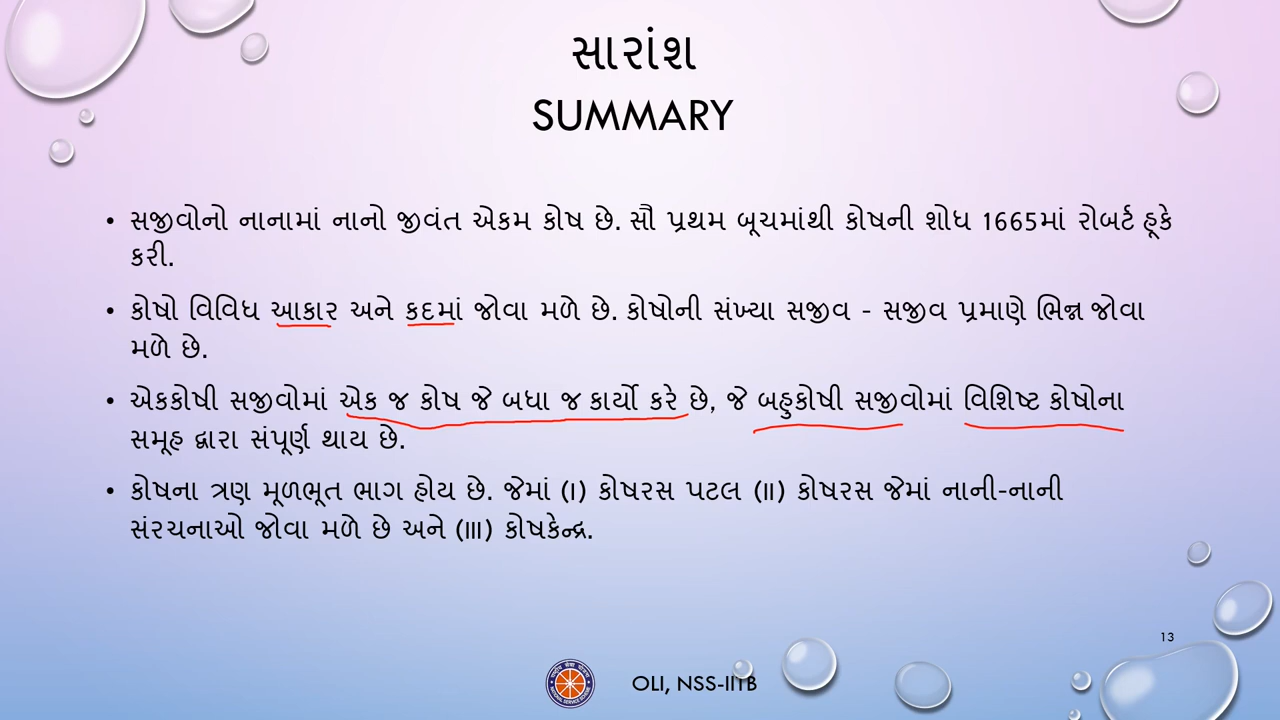 સારાંશ
SUMMARY
• સજીવોનો નાનામાં નાનો જીવંત એકમ કોષ છે. સૌ પ્રથમ બૂચમાંથી કોષની શોધ 1665માં રોબર્ટ હૂકે
કરી.
• કોષો વિવિધ આકાર અને કદમાં જોવા મળે છે. કોષોની સંખ્યા સજીવ - સજીવ પ્રમાણે ભિન્ન જોવા
મળે છે.
• એકકોષી સજીવોમાં એક જ કોષ જે બધા જ કાર્યો કરે છે, જે બહુકોષી સજીવોમાં વિશિષ્ટ કોષોના
સમૂહ દ્વારા સંપૂર્ણ થાય છે.
• કોષના ત્રણ મૂળભૂત ભાગ હોય છે. જેમાં (I) કોષરસ પટલ (II) કોષરસ જેમાં નાની-નાની
સંરચનાઓ જોવા મળે છે અને (III) કોષકેન્દ્ર.
13
OLI, NSS-IITB